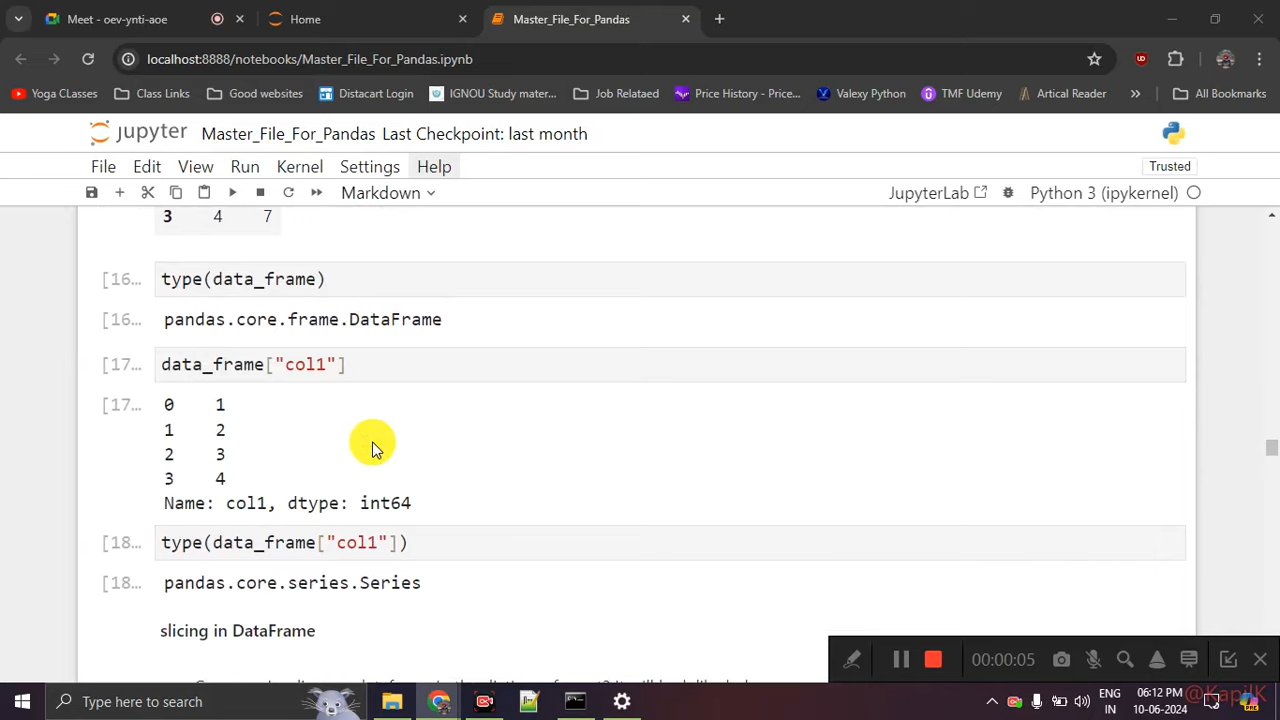 Meet - oev-ynti-aoe
Home
Master_File_For_Pandas
localhost:8888/notebooks/Master_File_For_Pandas.ipynb
Yoga CLasses
Class Links
Good websites
Distacart Login
IGNOU Study mater...
Job Relataed
Price History - Price...
Valexy Python
TMF Udemy
Artical Reader
All Bookmarks
jupyter Master_File_For_Pandas Last Checkpoint: last month
File Edit View Run Kernel Settings Help
Trusted
Markdown
JupyterLab
Python 3 (ipykernel)
3 4 7
[16... type(data_frame)
[16... pandas.core.frame.DataFrame
[17... data_frame["col1"]
[17... 0 1
1 2
2 3
3 4
Name: col1, dtype: int64
[18... type(data_frame["col1"])
[18... pandas.core.series.Series
slicing in DataFrame
00:00:05
Type here to search
ENG
IN
06:12 PM
10-06-2024
@KapilK